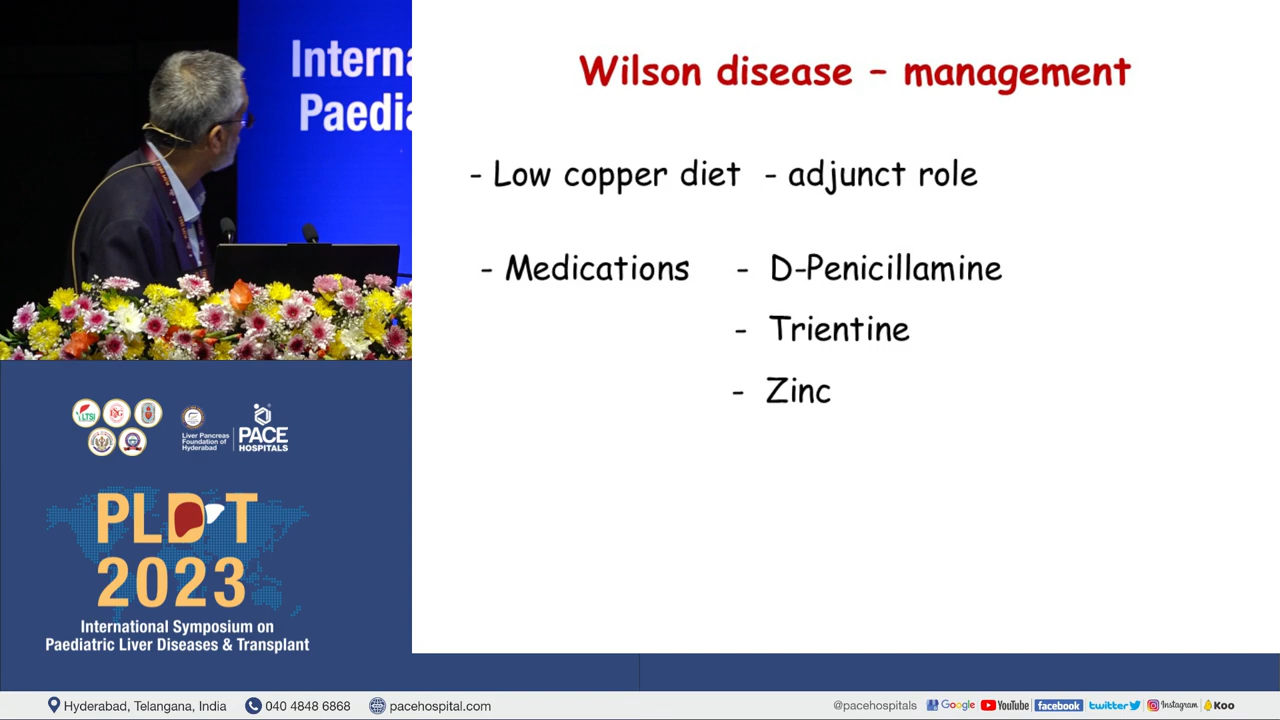 Interna
Paedia
Wilson disease – management
- Low copper diet - adjunct role
- Medications - D-Penicillamine
- Trientine
- Zinc
LTSI
Liver Pancreas
Foundation of
Hyderabad
PACE
HOSPITALS
PLD T
2023
International Symposium on
Paediatric Liver Diseases & Transplant
Hyderabad, Telangana, India 040 4848 6868 pacehospital.com @pacehospitals Google YouTube facebook twitter Instagram Koo